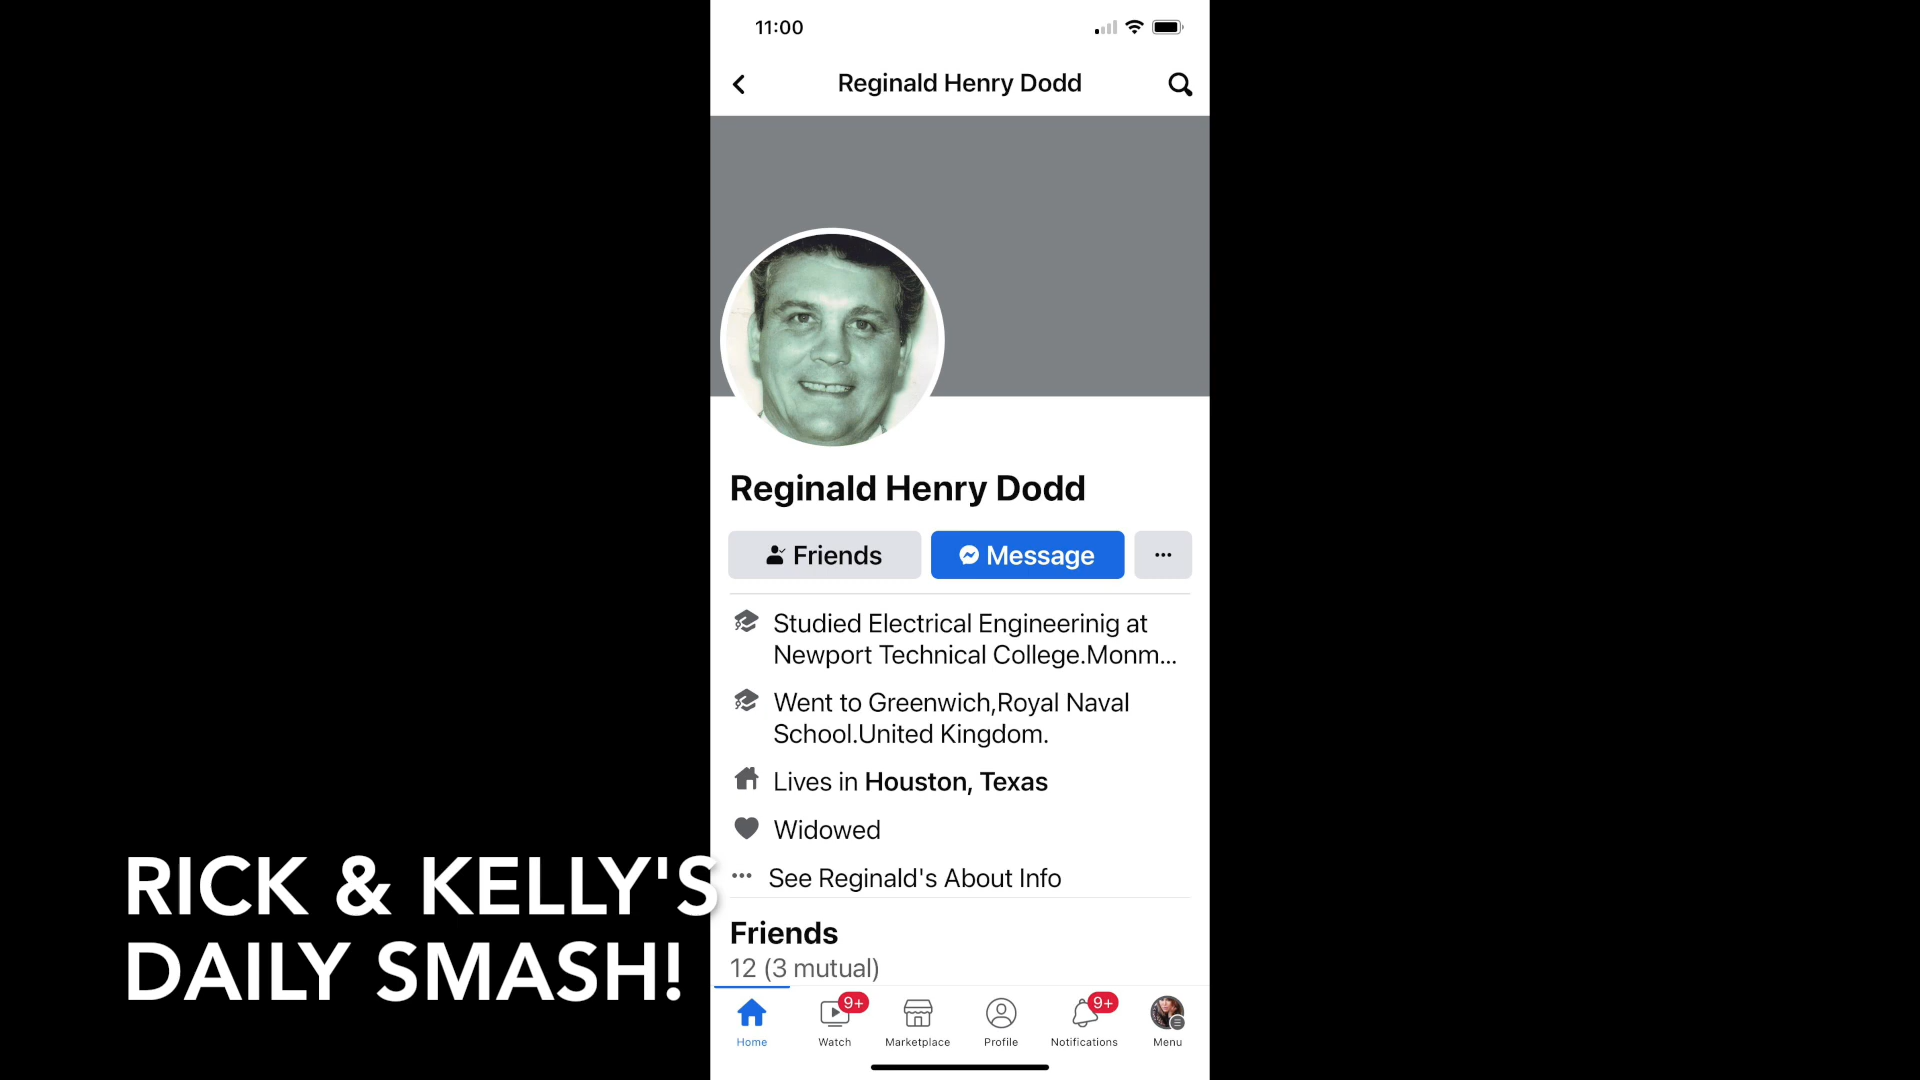 11:00
Reginald Henry Dodd
Reginald Henry Dodd
Friends
Message
Studied Electrical Engineerinig at
Newport Technical College.Monm...
Went to Greenwich,Royal Naval
School.United Kingdom.
Lives in Houston, Texas
Widowed
See Reginald's About Info
Friends
12 (3 mutual)
RICK & KELLY'S
DAILY SMASH!
9+
9+
Home
Watch
Marketplace
Profile
Notifications
Menu